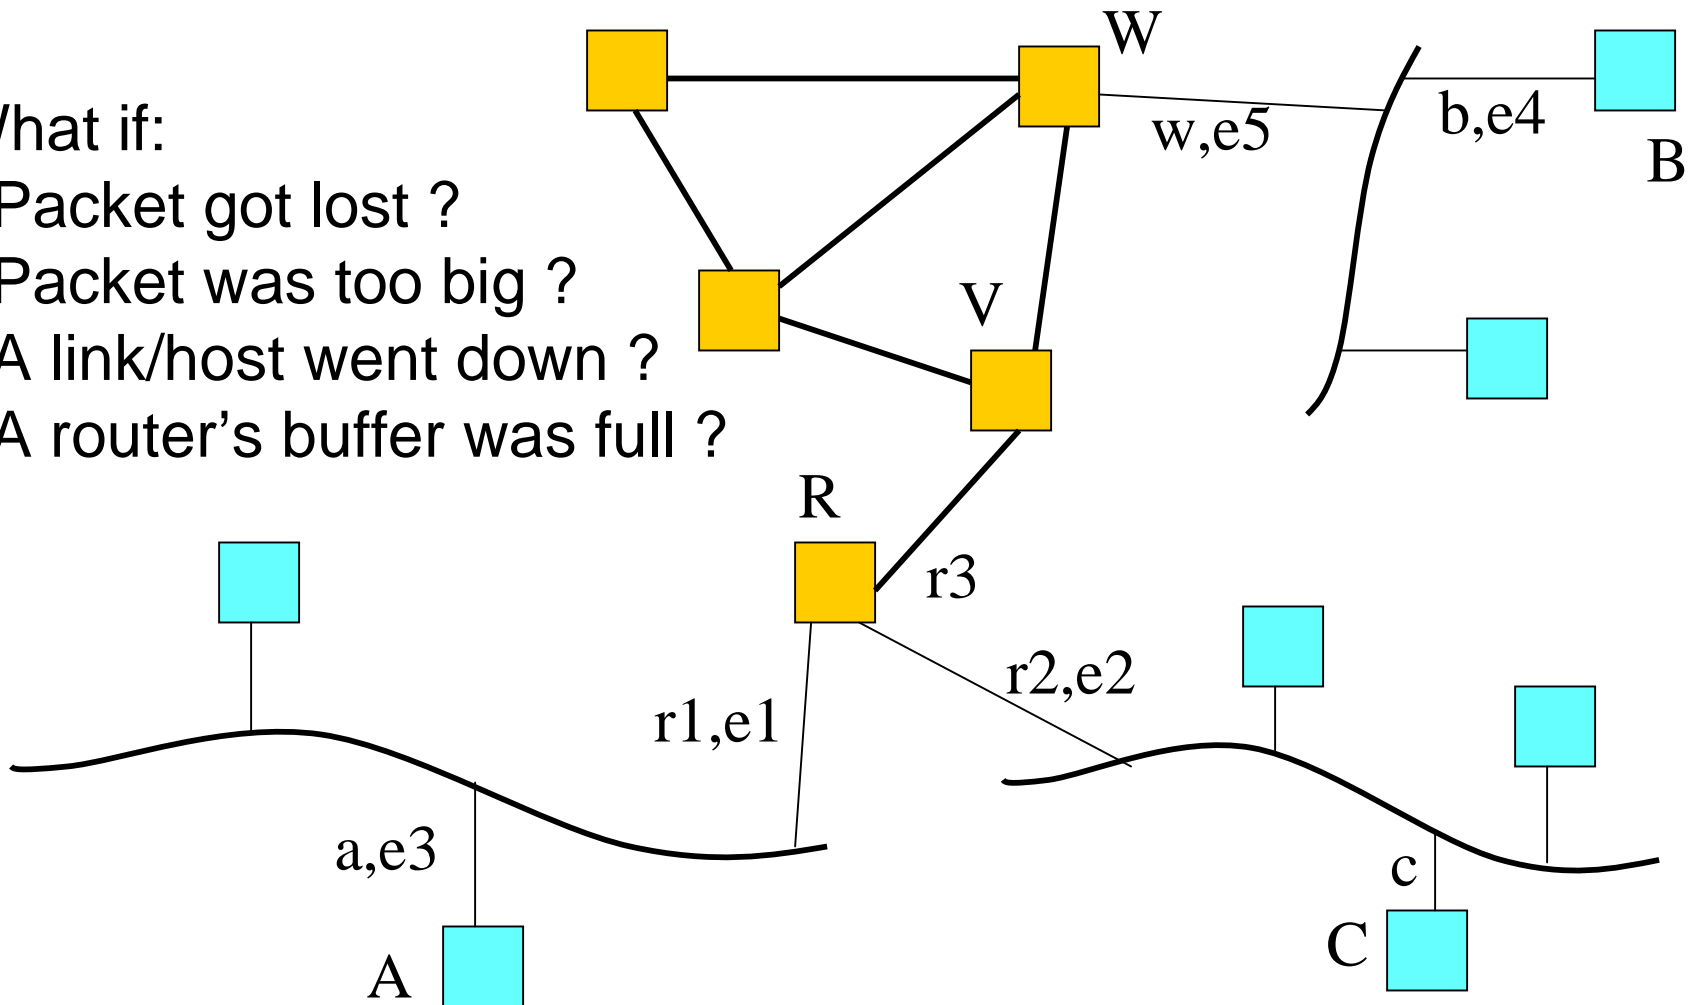 What if:
Packet got lost ?
Packet was too big ?
A link/host went down ?
A router’s buffer was full ?
W
w,e5
b,e4
B
V
R
r3
r2,e2
r1,e1
a,e3
c
A
C